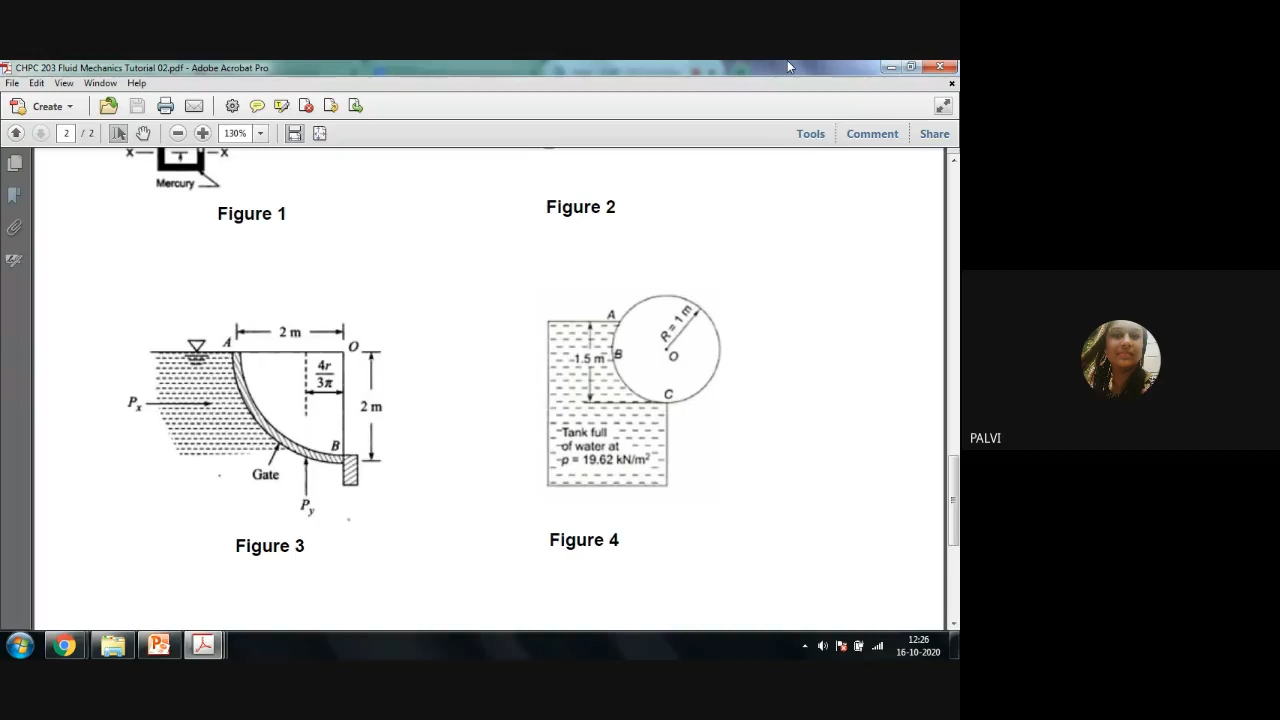 CHPC 203 Fluid Mechanics Tutorial 02.pdf - Adobe Acrobat Pro
File Edit View Window Help
Create
2 / 2 130% Tools Comment Share
X X
Mercury
Figure 1
Figure 2
2 m
A O
4r
3π
Px
2 m
B
Gate
Py
Figure 3
A
R = 1 m
1.5 m B O
C
Tank full
of water at
p = 19.62 kN/m²
Figure 4
PALVI
12:26
16-10-2020